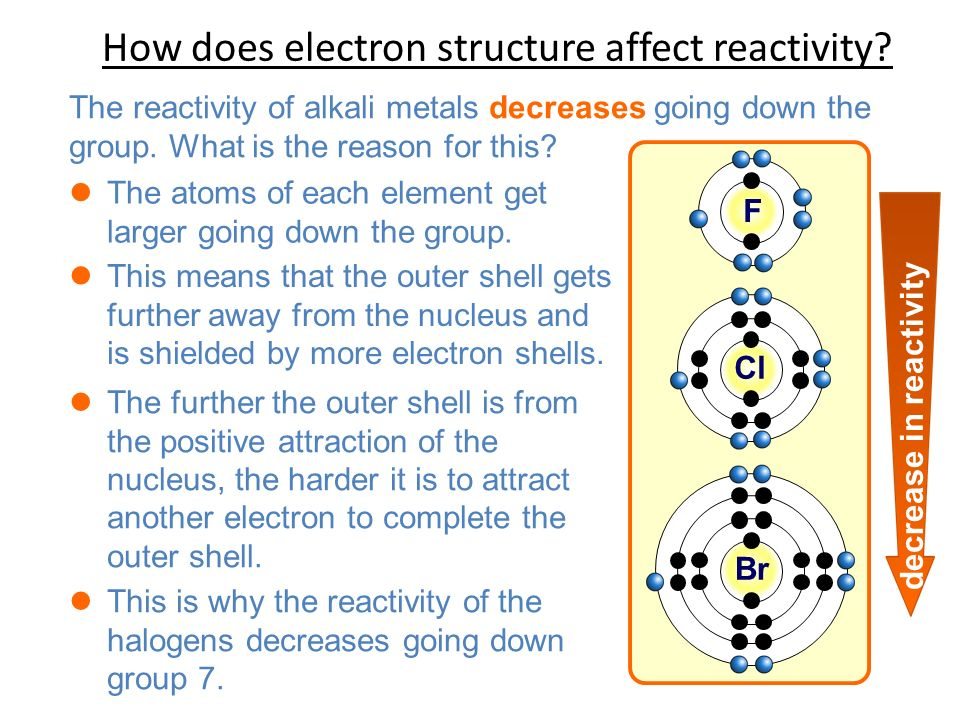 How does electron structure affect reactivity?
The reactivity of alkali metals decreases going down the
group. What is the reason for this?
The atoms of each element get
larger going down the group.
This means that the outer shell gets
further away from the nucleus and
is shielded by more electron shells.
The further the outer shell is from
the positive attraction of the
nucleus, the harder it is to attract
another electron to complete the
outer shell.
This is why the reactivity of the
halogens decreases going down
group 7.
F
Cl
Br
decrease in reactivity